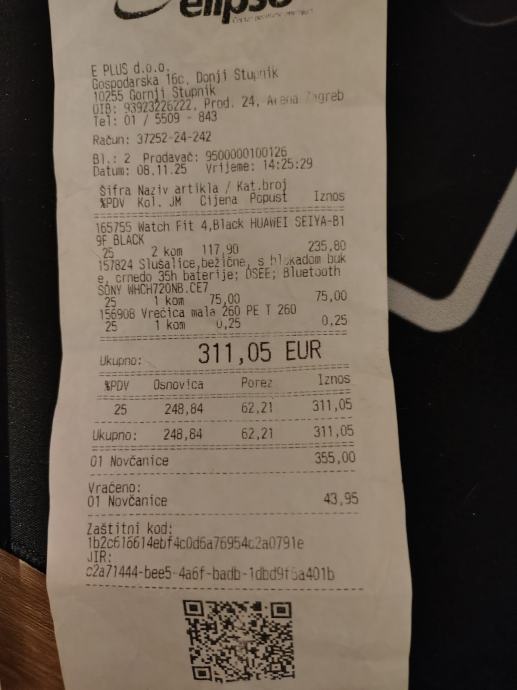 elipso
E PLUS d.o.o.
Gospodarska 16c, Donji Stupnik
10255 Gornji Stupnik
OIB: 93923226222, Prod. 24, Arena Zagreb
Tel: 01 / 5509 - 843
Račun: 37252-24-242
Bl.: 2 Prodavač: 9500000100126
Datum: 08.11.25 Vrijeme: 14:25:29
Šifra Naziv artikla / Kat.broj
%PDV Kol. JM Cijena Popust Iznos
165755 Watch Fit 4,Black HUAWEI SEIYA-B1
9F BLACK
25 2 kom 117,90 235,80
157824 Slušalice,bežične, s blokadom buk
e, crnedo 35h baterije; DSEE; Bluetooth
SONY WHCH720NB.CE7
25 1 kom 75,00 75,00
156908 Vrećica mala 260 PE T 260
25 1 kom 0,25 0,25
Ukupno: 311,05 EUR
%PDV Osnovica Porez Iznos
25 248,84 62,21 311,05
Ukupno: 248,84 62,21 311,05
01 Novčanice 355,00
Vraćeno:
01 Novčanice 43,95
Zaštitni kod:
1b2c616614ebf4c0d6a76954c2a0791e
JIR:
c2a71444-bee5-4a6f-badb-1dbd9f5a401b